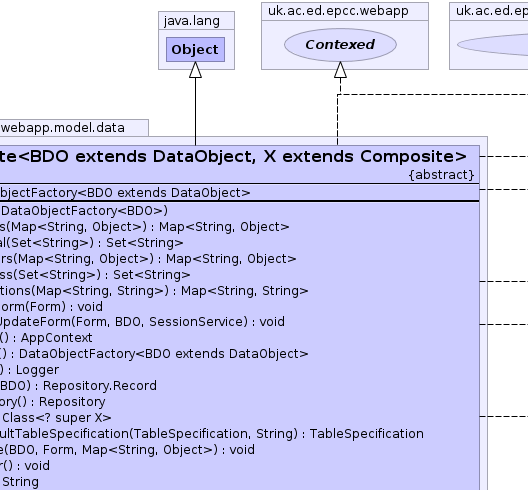 java.lang
uk.ac.ed.epcc.webapp
uk.ac.ed.ep
Object
Contexed
webapp.model.data
te<BDO extends DataObject, X extends Composite>
{abstract}
bjectFactory<BDO extends DataObject>
(DataObjectFactory<BDO>)
s(Map<String, Object>) : Map<String, Object>
al(Set<String>) : Set<String>
rs(Map<String, Object>) : Map<String, Object>
ss(Set<String>) : Set<String>
tions(Map<String, String>) : Map<String, String>
orm(Form) : void
UpdateForm(Form, BDO, SessionService) : void
() : AppContext
() : DataObjectFactory<BDO extends DataObject>
) : Logger
BDO) : Repository.Record
ory() : Repository
Class<? super X>
ultTableSpecification(TableSpecification, String) : TableSpecification
e(BDO, Form, Map<String, Object>) : void
r() : void
String